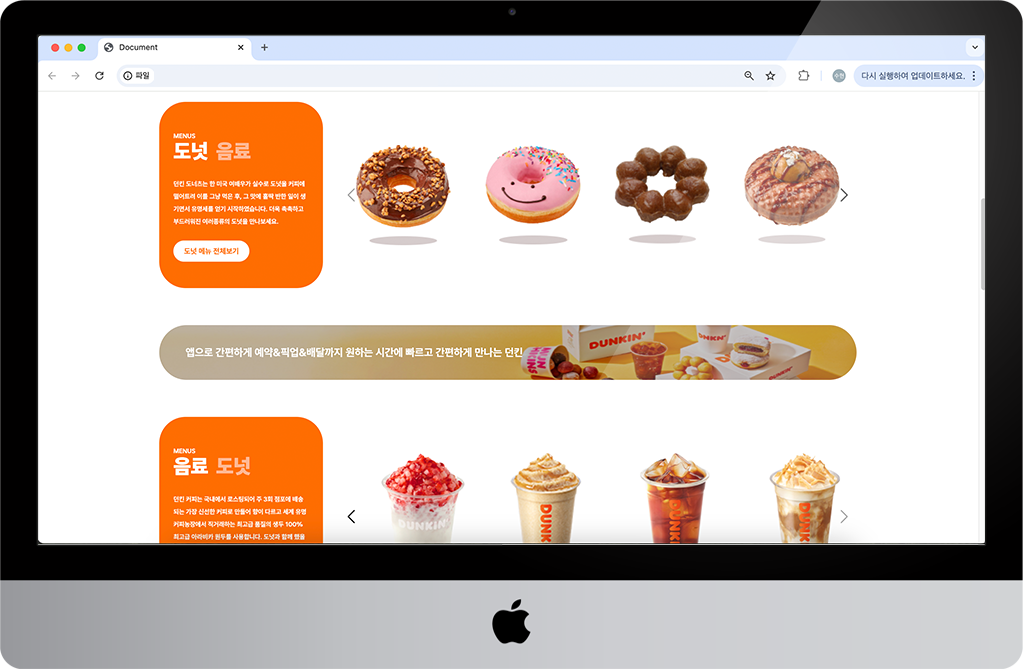 Document
파일
수현
다시 실행하여 업데이트하세요.
MENUS
도넛 음료
던킨 도너츠는 한 미국 여배우가 실수로 도넛을 커피에
떨어트려 이를 그냥 먹은 후, 그 맛에 홀딱 반한 일이 생
기면서 유명세를 얻기 시작하였습니다. 더욱 촉촉하고
부드러워진 여러종류의 도넛을 만나보세요.
도넛 메뉴 전체보기
앱으로 간편하게 예약&픽업&배달까지 원하는 시간에 빠르고 간편하게 만나는 던킨
DUNKIN'
DUNKIN'
DUNKIN'
MENUS
음료 도넛
던킨 커피는 국내에서 로스팅되어 주 3회 점포에 배송
되는 가장 신선한 커피로 만들어 향이 다르고 세계 유명
커피농장에서 직거래하는 최고급 품질의 생두 100%
최고급 아라비카 원두를 사용합니다. 도넛과 함께 했을
DUNKIN'
DUNK
DUNK
DUNK